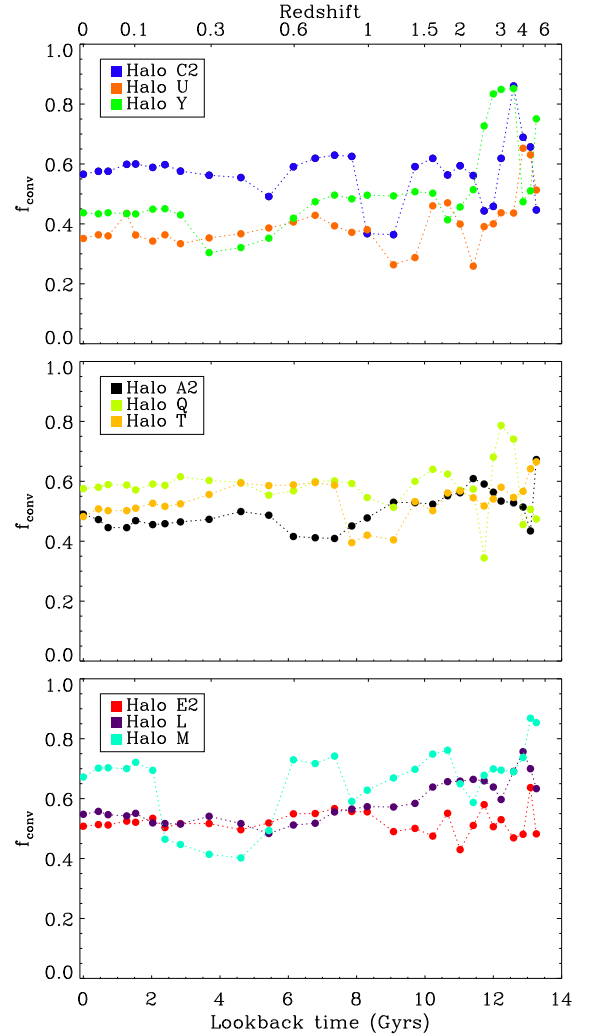 Redshift
0 0.1 0.3 0.6 1 1.5 2 3 4 6
1.0
0.8
0.6
0.4
0.2
0.0
f_conv
Halo C2
Halo U
Halo Y
1.0
0.8
0.6
0.4
0.2
0.0
f_conv
Halo A2
Halo Q
Halo T
1.0
0.8
0.6
0.4
0.2
0.0
f_conv
Halo E2
Halo L
Halo M
0 2 4 6 8 10 12 14
Lookback time (Gyrs)